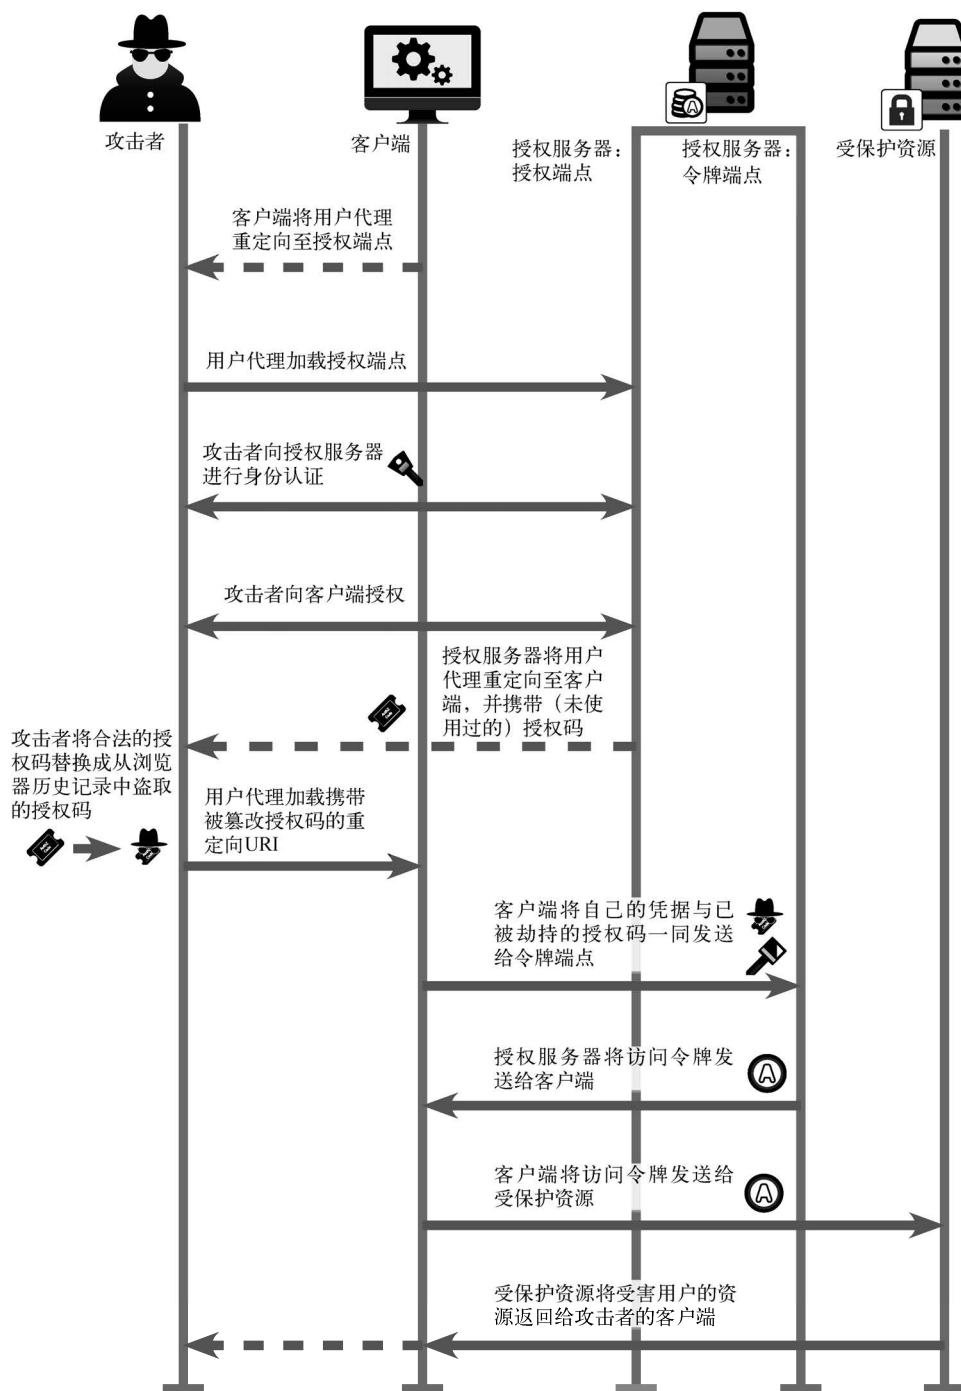 攻击者
客户端
授权服务器：
授权端点
授权服务器：
令牌端点
受保护资源
客户端将用户代理
重定向至授权端点
用户代理加载授权端点
攻击者向授权服务器
进行身份认证
攻击者向客户端授权
授权服务器将用户
代理重定向至客户
端，并携带（未使
用过的）授权码
攻击者将合法的授
权码替换成从浏览
器历史记录中盗取
的授权码
用户代理加载携带
被篡改授权码的重
定向URI
客户端将自己的凭据与已
被劫持的授权码一同发送
给令牌端点
授权服务器将访问令牌发
送给客户端
客户端将访问令牌发送给
受保护资源
受保护资源将受害用户的资
源返回给攻击者的客户端